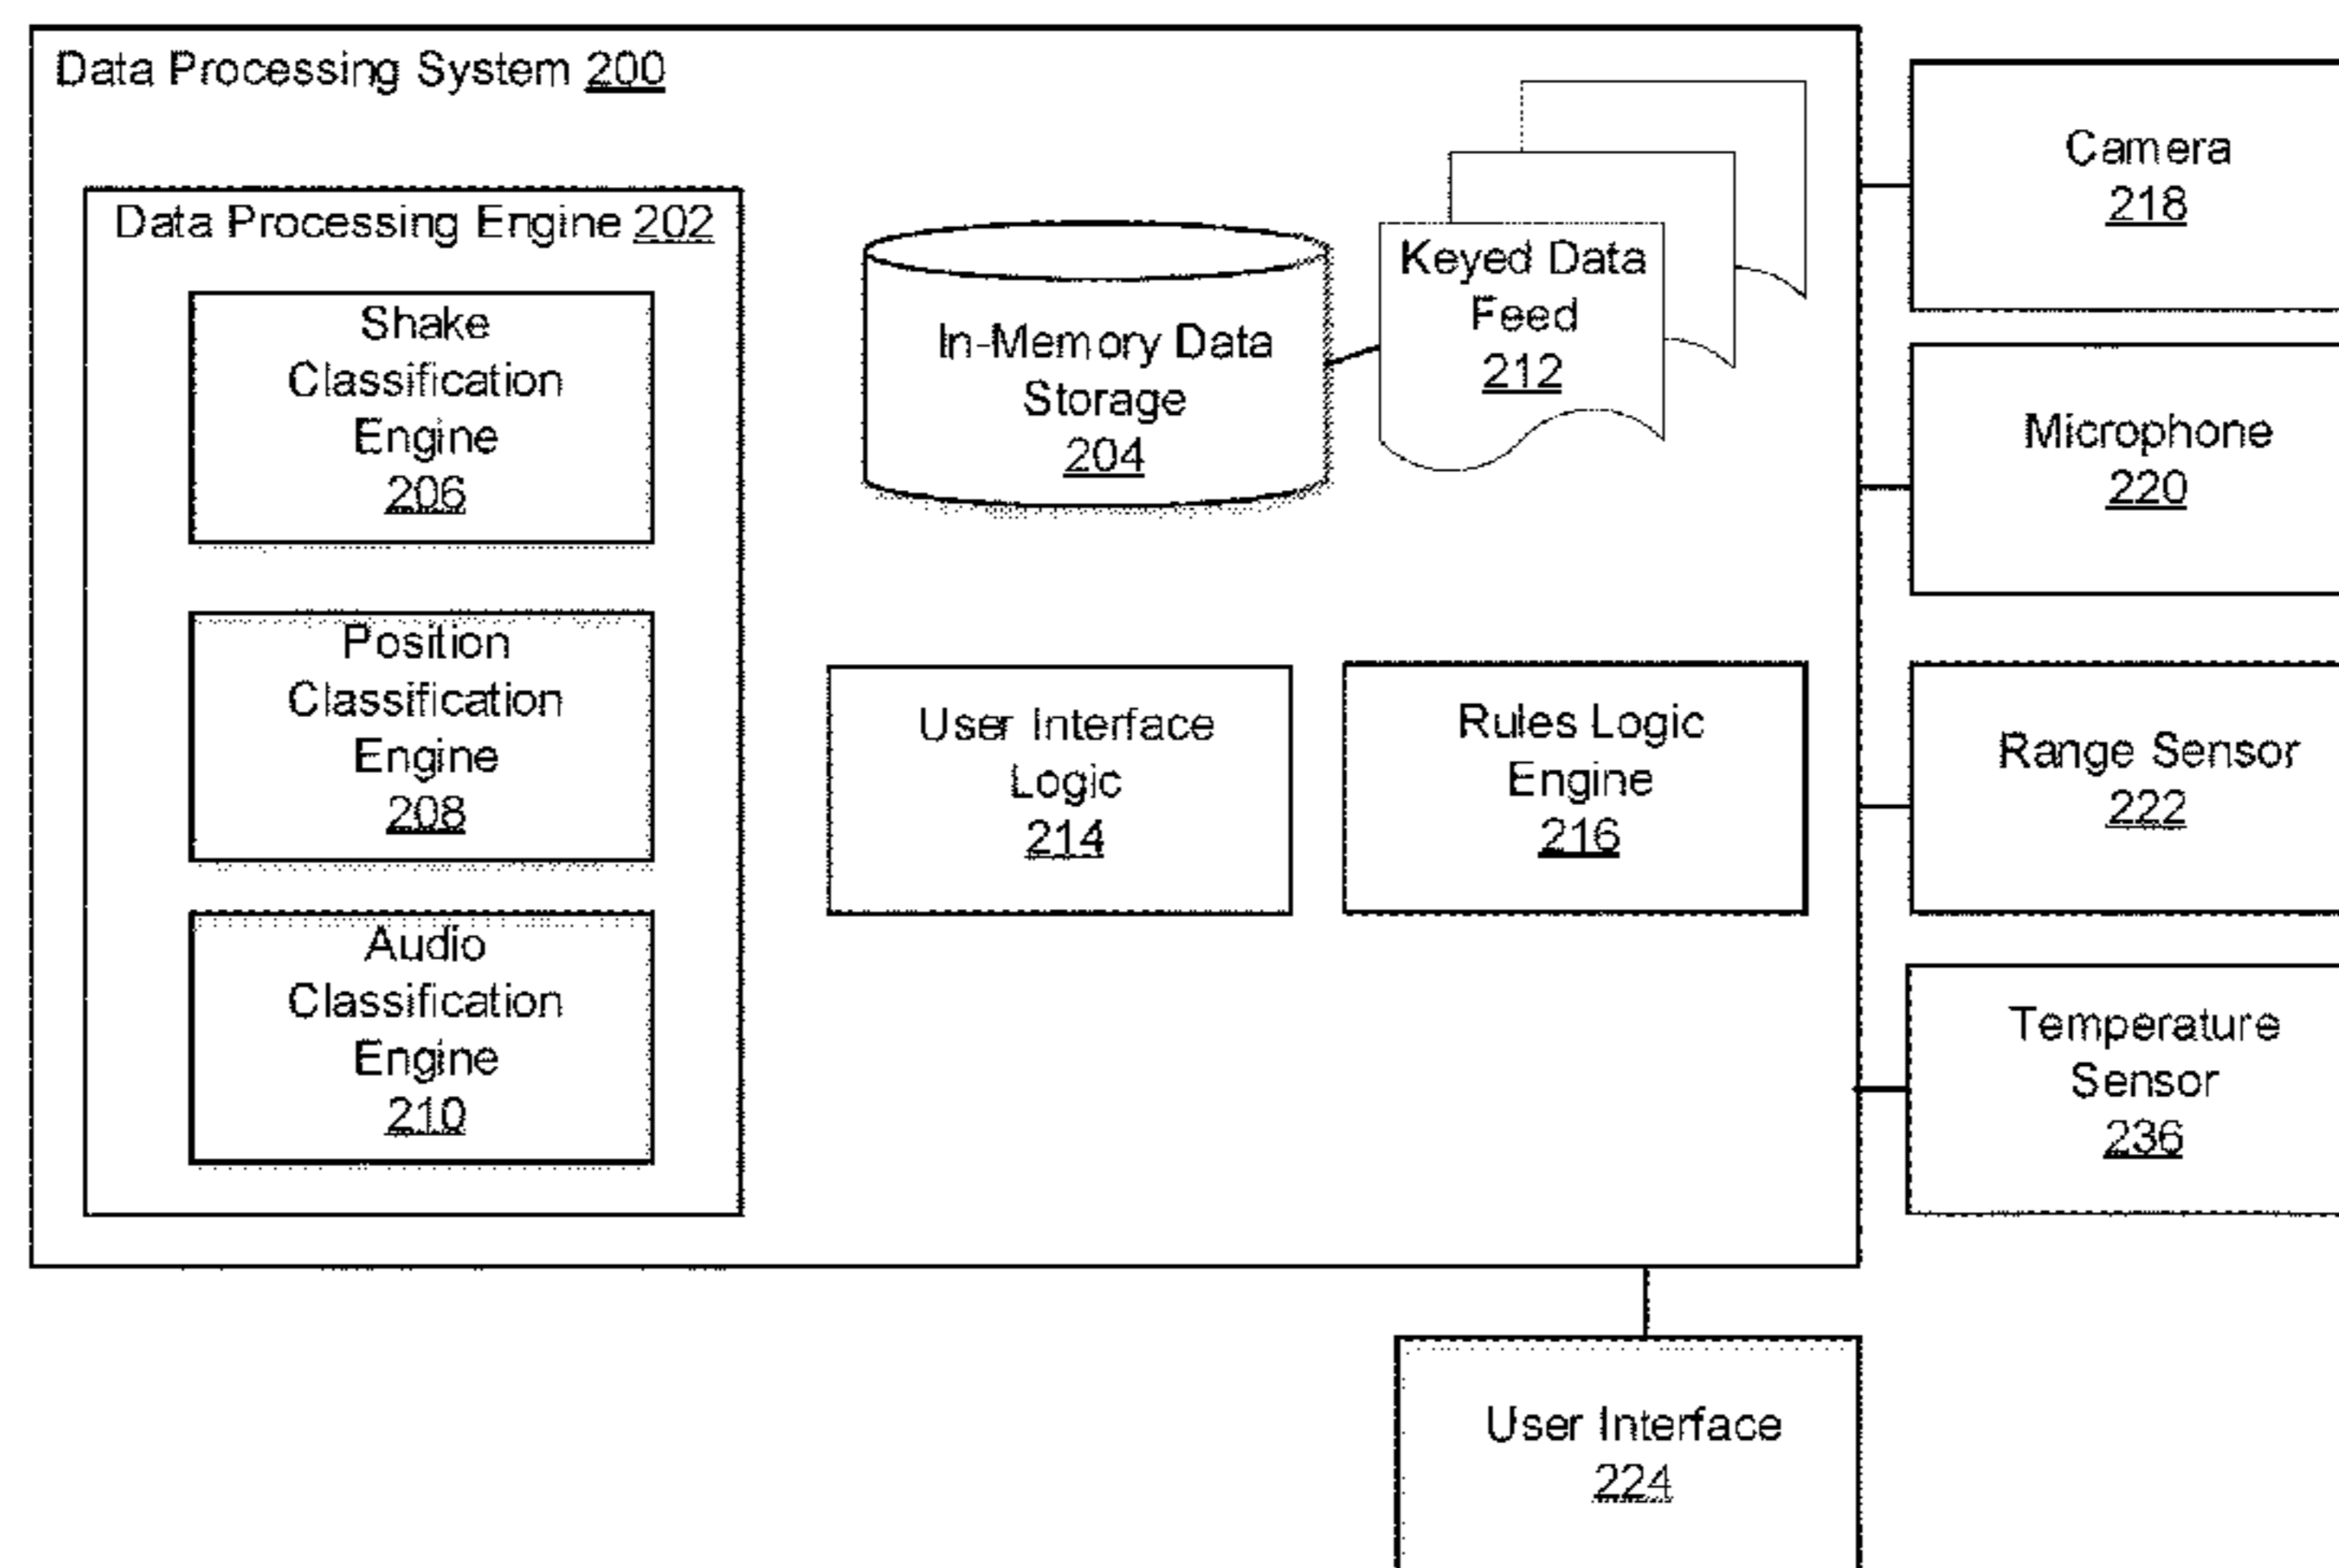 Data Processing System 200
Data Processing Engine 202
Shake
Classification
Engine
206
Position
Classification
Engine
208
Audio
Classification
Engine
210
In-Memory Data
Storage
204
Keyed Data
Feed
212
User Interface
Logic
214
Rules Logic
Engine
216
Camera
218
Microphone
220
Range Sensor
222
Temperature
Sensor
236
User Interface
224